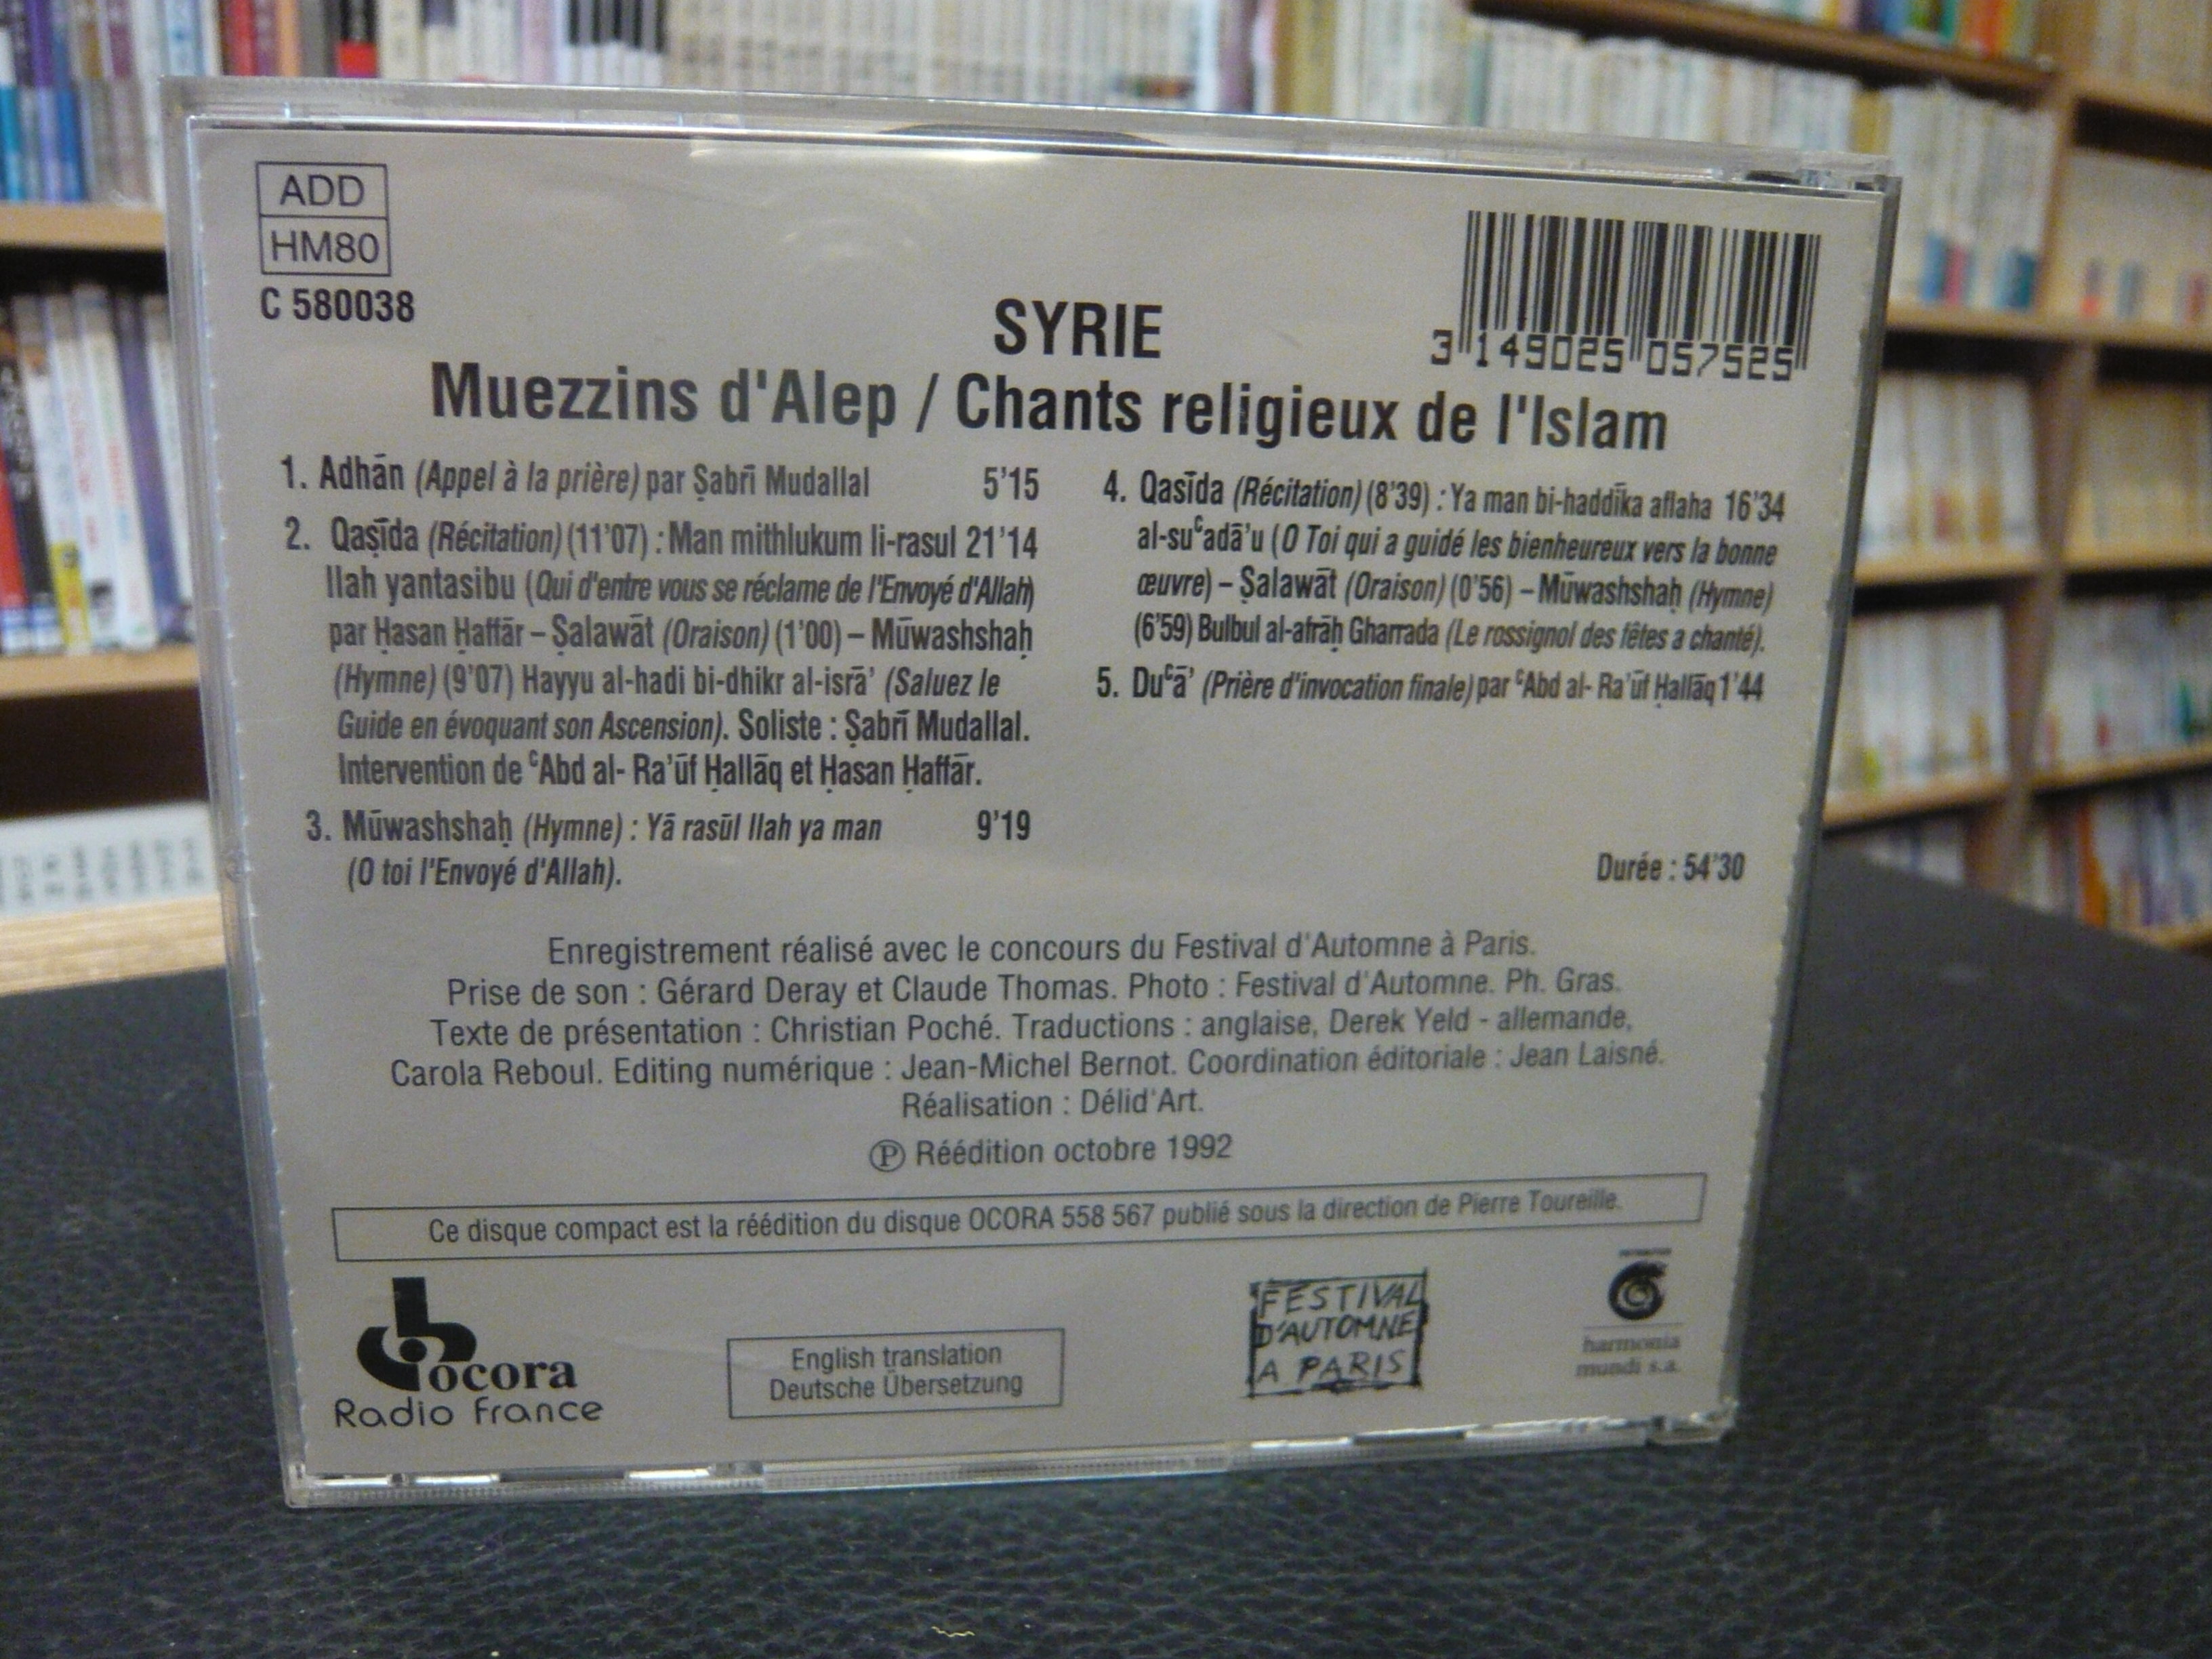 ADD
HM80
C 580038
3 149025 057525
SYRIE
Muezzins d'Alep / Chants religieux de l'Islam
1. Adhān (Appel à la prière) par Ṣabrī Mudallal 5'15
2. Qaṣīda (Récitation) (11'07) : Man mithlukum li-rasul 21'14
llah yantasibu (Qui d'entre vous se réclame de l'Envoyé d'Allah)
par Ḥasan Ḥaffār – Ṣalawāt (Oraison) (1'00) – Mūwashshaḥ
(Hymne) (9'07) Hayyu al-hadi bi-dhikr al-isrā' (Saluez le
Guide en évoquant son Ascension). Soliste : Ṣabrī Mudallal.
Intervention de ʿAbd al- Ra'ūf Ḥallāq et Ḥasan Ḥaffār.
3. Mūwashshaḥ (Hymne) : Yā rasūl llah ya man 9'19
(O toi l'Envoyé d'Allah).
4. Qasīda (Récitation) (8'39) : Ya man bi-haddīka aflaha 16'34
al-suʿadā'u (O Toi qui a guidé les bienheureux vers la bonne
œuvre) – Ṣalawāt (Oraison) (0'56) – Mūwashshaḥ (Hymne)
(6'59) Bulbul al-afrāḥ Gharrada (Le rossignol des fêtes a chanté).
5. Duʿā' (Prière d'invocation finale) par ʿAbd al- Ra'ūf Ḥallāq 1'44
Durée : 54'30
Enregistrement réalisé avec le concours du Festival d'Automne à Paris.
Prise de son : Gérard Deray et Claude Thomas. Photo : Festival d'Automne. Ph. Gras.
Texte de présentation : Christian Poché. Traductions : anglaise, Derek Yeld - allemande,
Carola Reboul. Editing numérique : Jean-Michel Bernot. Coordination éditoriale : Jean Laisné.
Réalisation : Délid'Art.
Ⓟ Réédition octobre 1992
Ce disque compact est la réédition du disque OCORA 558 567 publié sous la direction de Pierre Toureille.
ocora
Radio France
English translation
Deutsche Übersetzung
FESTIVAL
D'AUTOMNE
A PARIS
harmonia
mundi s.a.